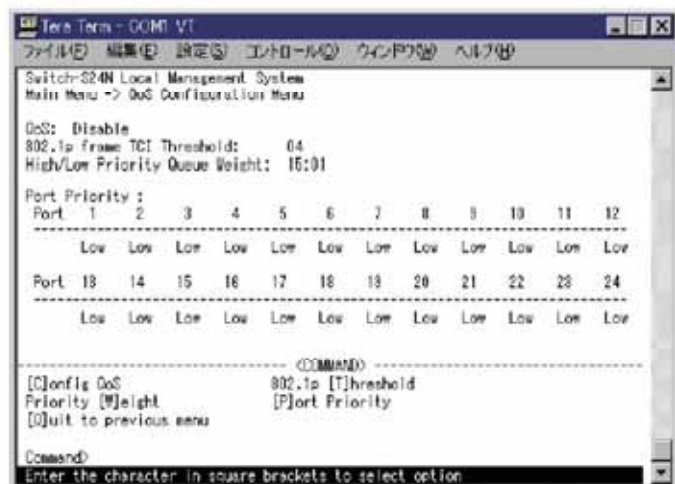 Tera Term - COM1 VT
ファイル(F) 編集(E) 設定(S) コントロール(O) ウィンドウ(W) ヘルプ(H)
Switch-S24N Local Management System
Main Menu -> QoS Configuration Menu
QoS: Disable
802.1p frame TCI Threshold: 04
High/Low Priority Queue Weight: 15:01
Port Priority :
Port 1 2 3 4 5 6 7 8 9 10 11 12
Low Low Low Low Low Low Low Low Low Low Low Low
Port 13 14 15 16 17 18 19 20 21 22 23 24
Low Low Low Low Low Low Low Low Low Low Low Low
<COMMAND>
[C]onfig QoS 802.1p [T]hreshold
Priority [W]eight [P]ort Priority
[Q]uit to previous menu
Command>
Enter the character in square brackets to select option